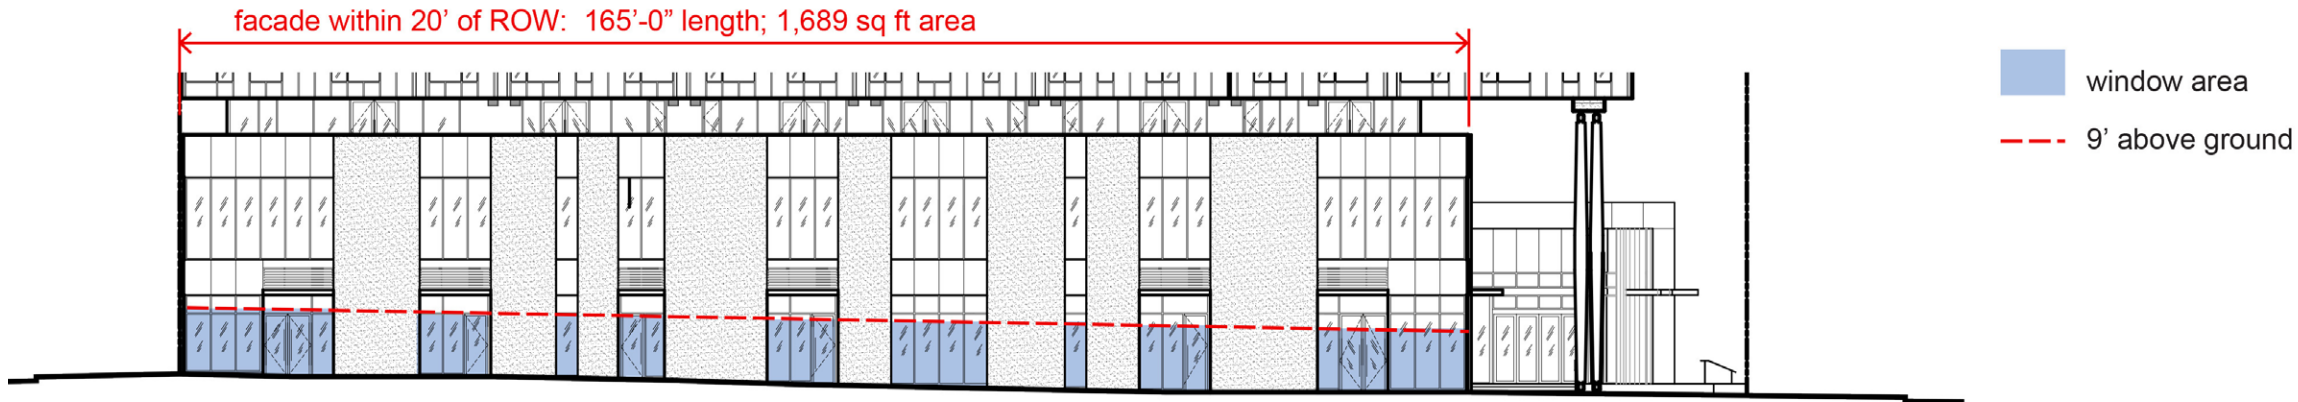 facade within 20’ of ROW:  165’-0” length; 1,689 sq ft area
window area
9’ above ground